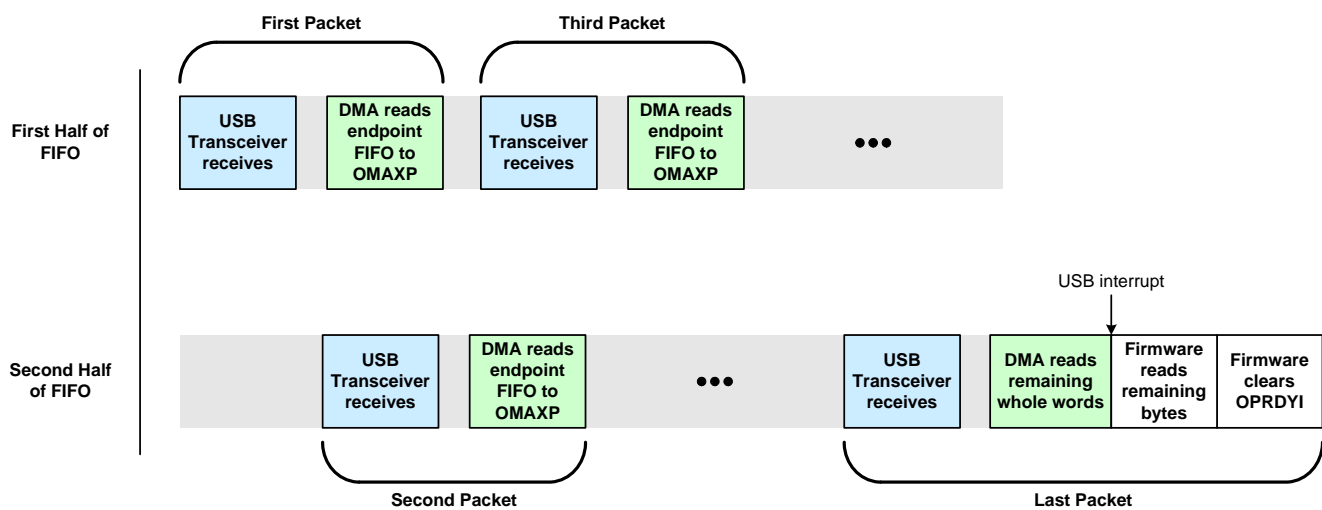 First Packet
Third Packet
First Half of
FIFO
USB
Transceiver
receives
DMA reads
endpoint
FIFO to
OMAXP
USB
Transceiver
receives
DMA reads
endpoint
FIFO to
OMAXP
•••
USB interrupt
Second Half
of FIFO
USB
Transceiver
receives
DMA reads
endpoint
FIFO to
OMAXP
•••
USB
Transceiver
receives
DMA reads
remaining
whole words
Firmware
reads
remaining
bytes
Firmware
clears
OPRDYI
Second Packet
Last Packet